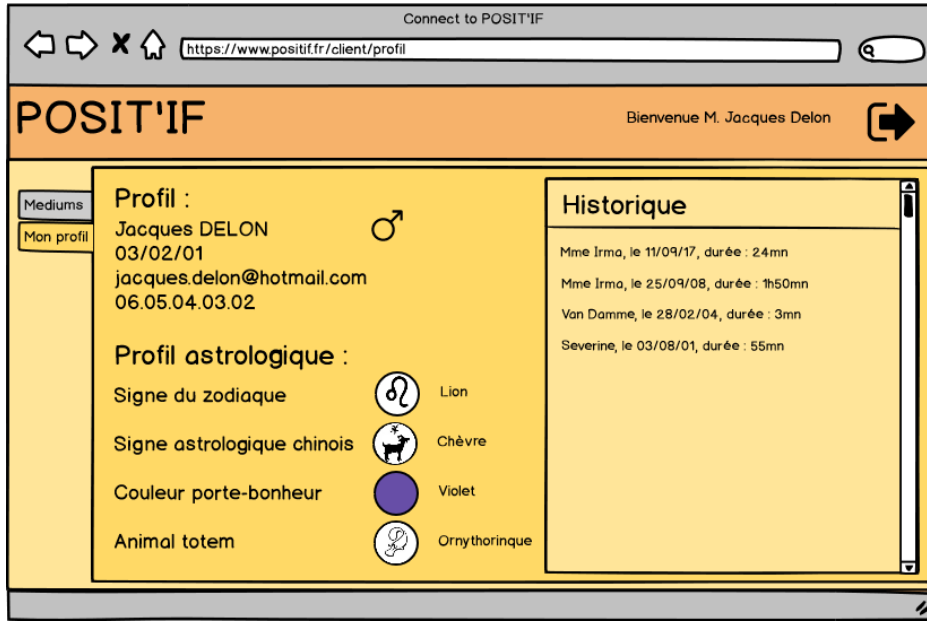 Connect to POSIT'IF
https://www.positif.fr/client/profil
POSIT'IF
Bienvenue M. Jacques Delon
Mediums
Mon profil
Profil :
Jacques DELON
03/02/01
jacques.delon@hotmail.com
06.05.04.03.02
Profil astrologique :
Signe du zodiaque
Lion
Signe astrologique chinois
Chèvre
Couleur porte-bonheur
Violet
Animal totem
Ornythorinque
Historique
Mme Irma, le 11/09/17, durée : 24mn
Mme Irma, le 25/09/08, durée : 1h50mn
Van Damme, le 28/02/04, durée : 3mn
Severine, le 03/08/01, durée : 55mn